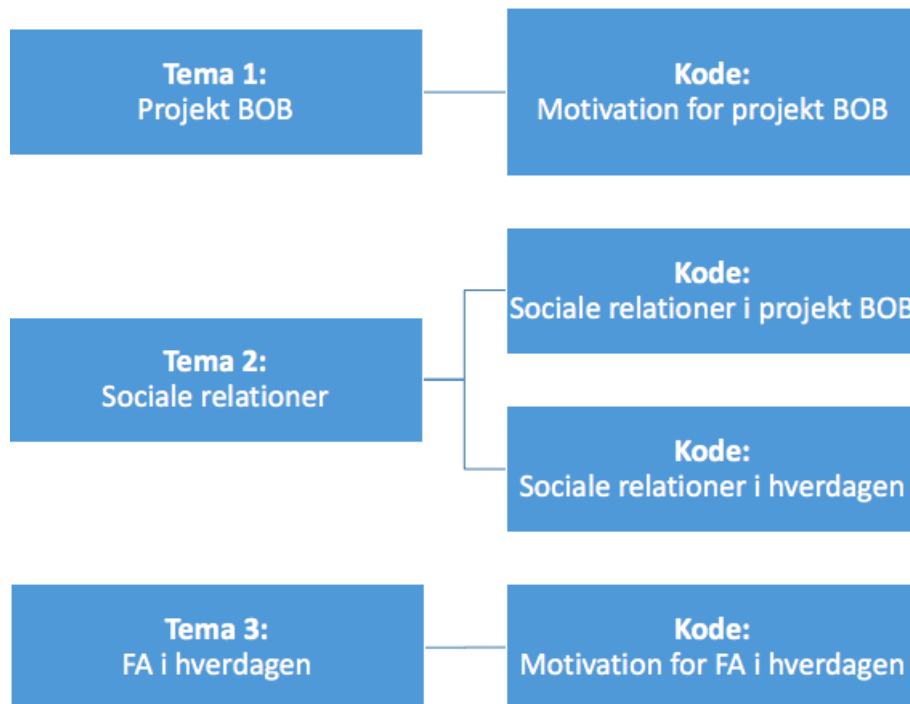 Tema 1:
Projekt BOB
Kode:
Motivation for projekt BOB
Tema 2:
Sociale relationer
Kode:
Sociale relationer i projekt BOB
Kode:
Sociale relationer i hverdagen
Tema 3:
FA i hverdagen
Kode:
Motivation for FA i hverdagen